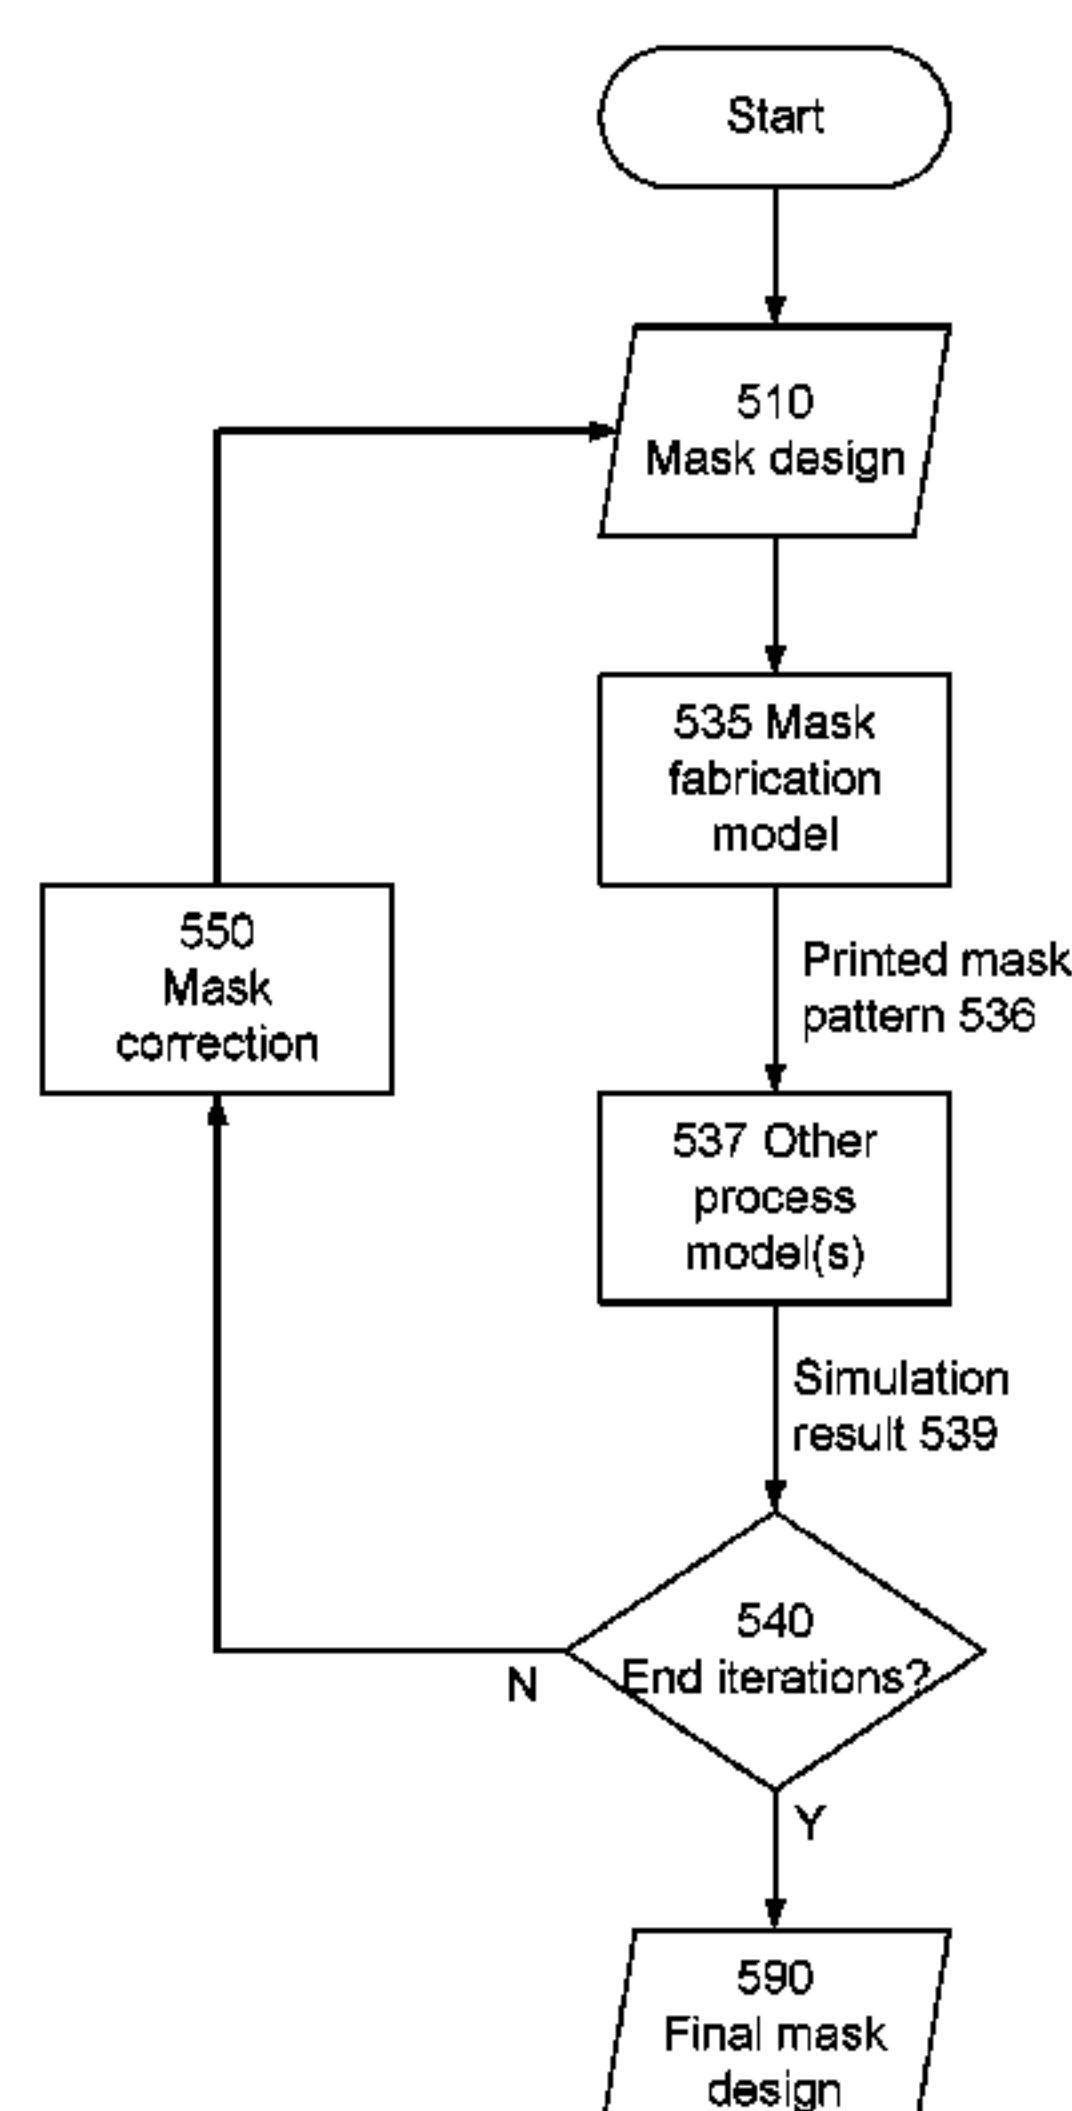 Start
510
Mask design
535 Mask
fabrication
model
550
Mask
correction
Printed mask
pattern 536
537 Other
process
model(s)
Simulation
result 539
540
End iterations?
N
Y
590
Final mask
design